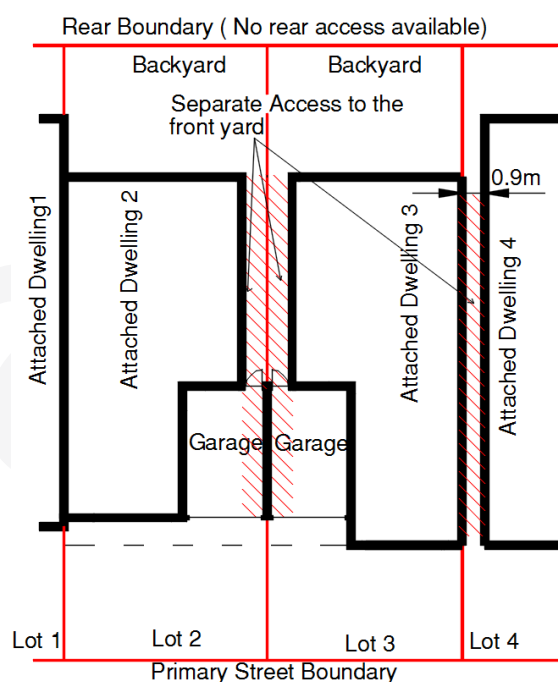 Rear Boundary ( No rear access available)
Backyard
Backyard
Separate Access to the
front yard
0.9m
Attached Dwelling1
Attached Dwelling 2
Attached Dwelling 3
Attached Dwelling 4
Garage
Garage
Lot 1
Lot 2
Lot 3
Lot 4
Primary Street Boundary